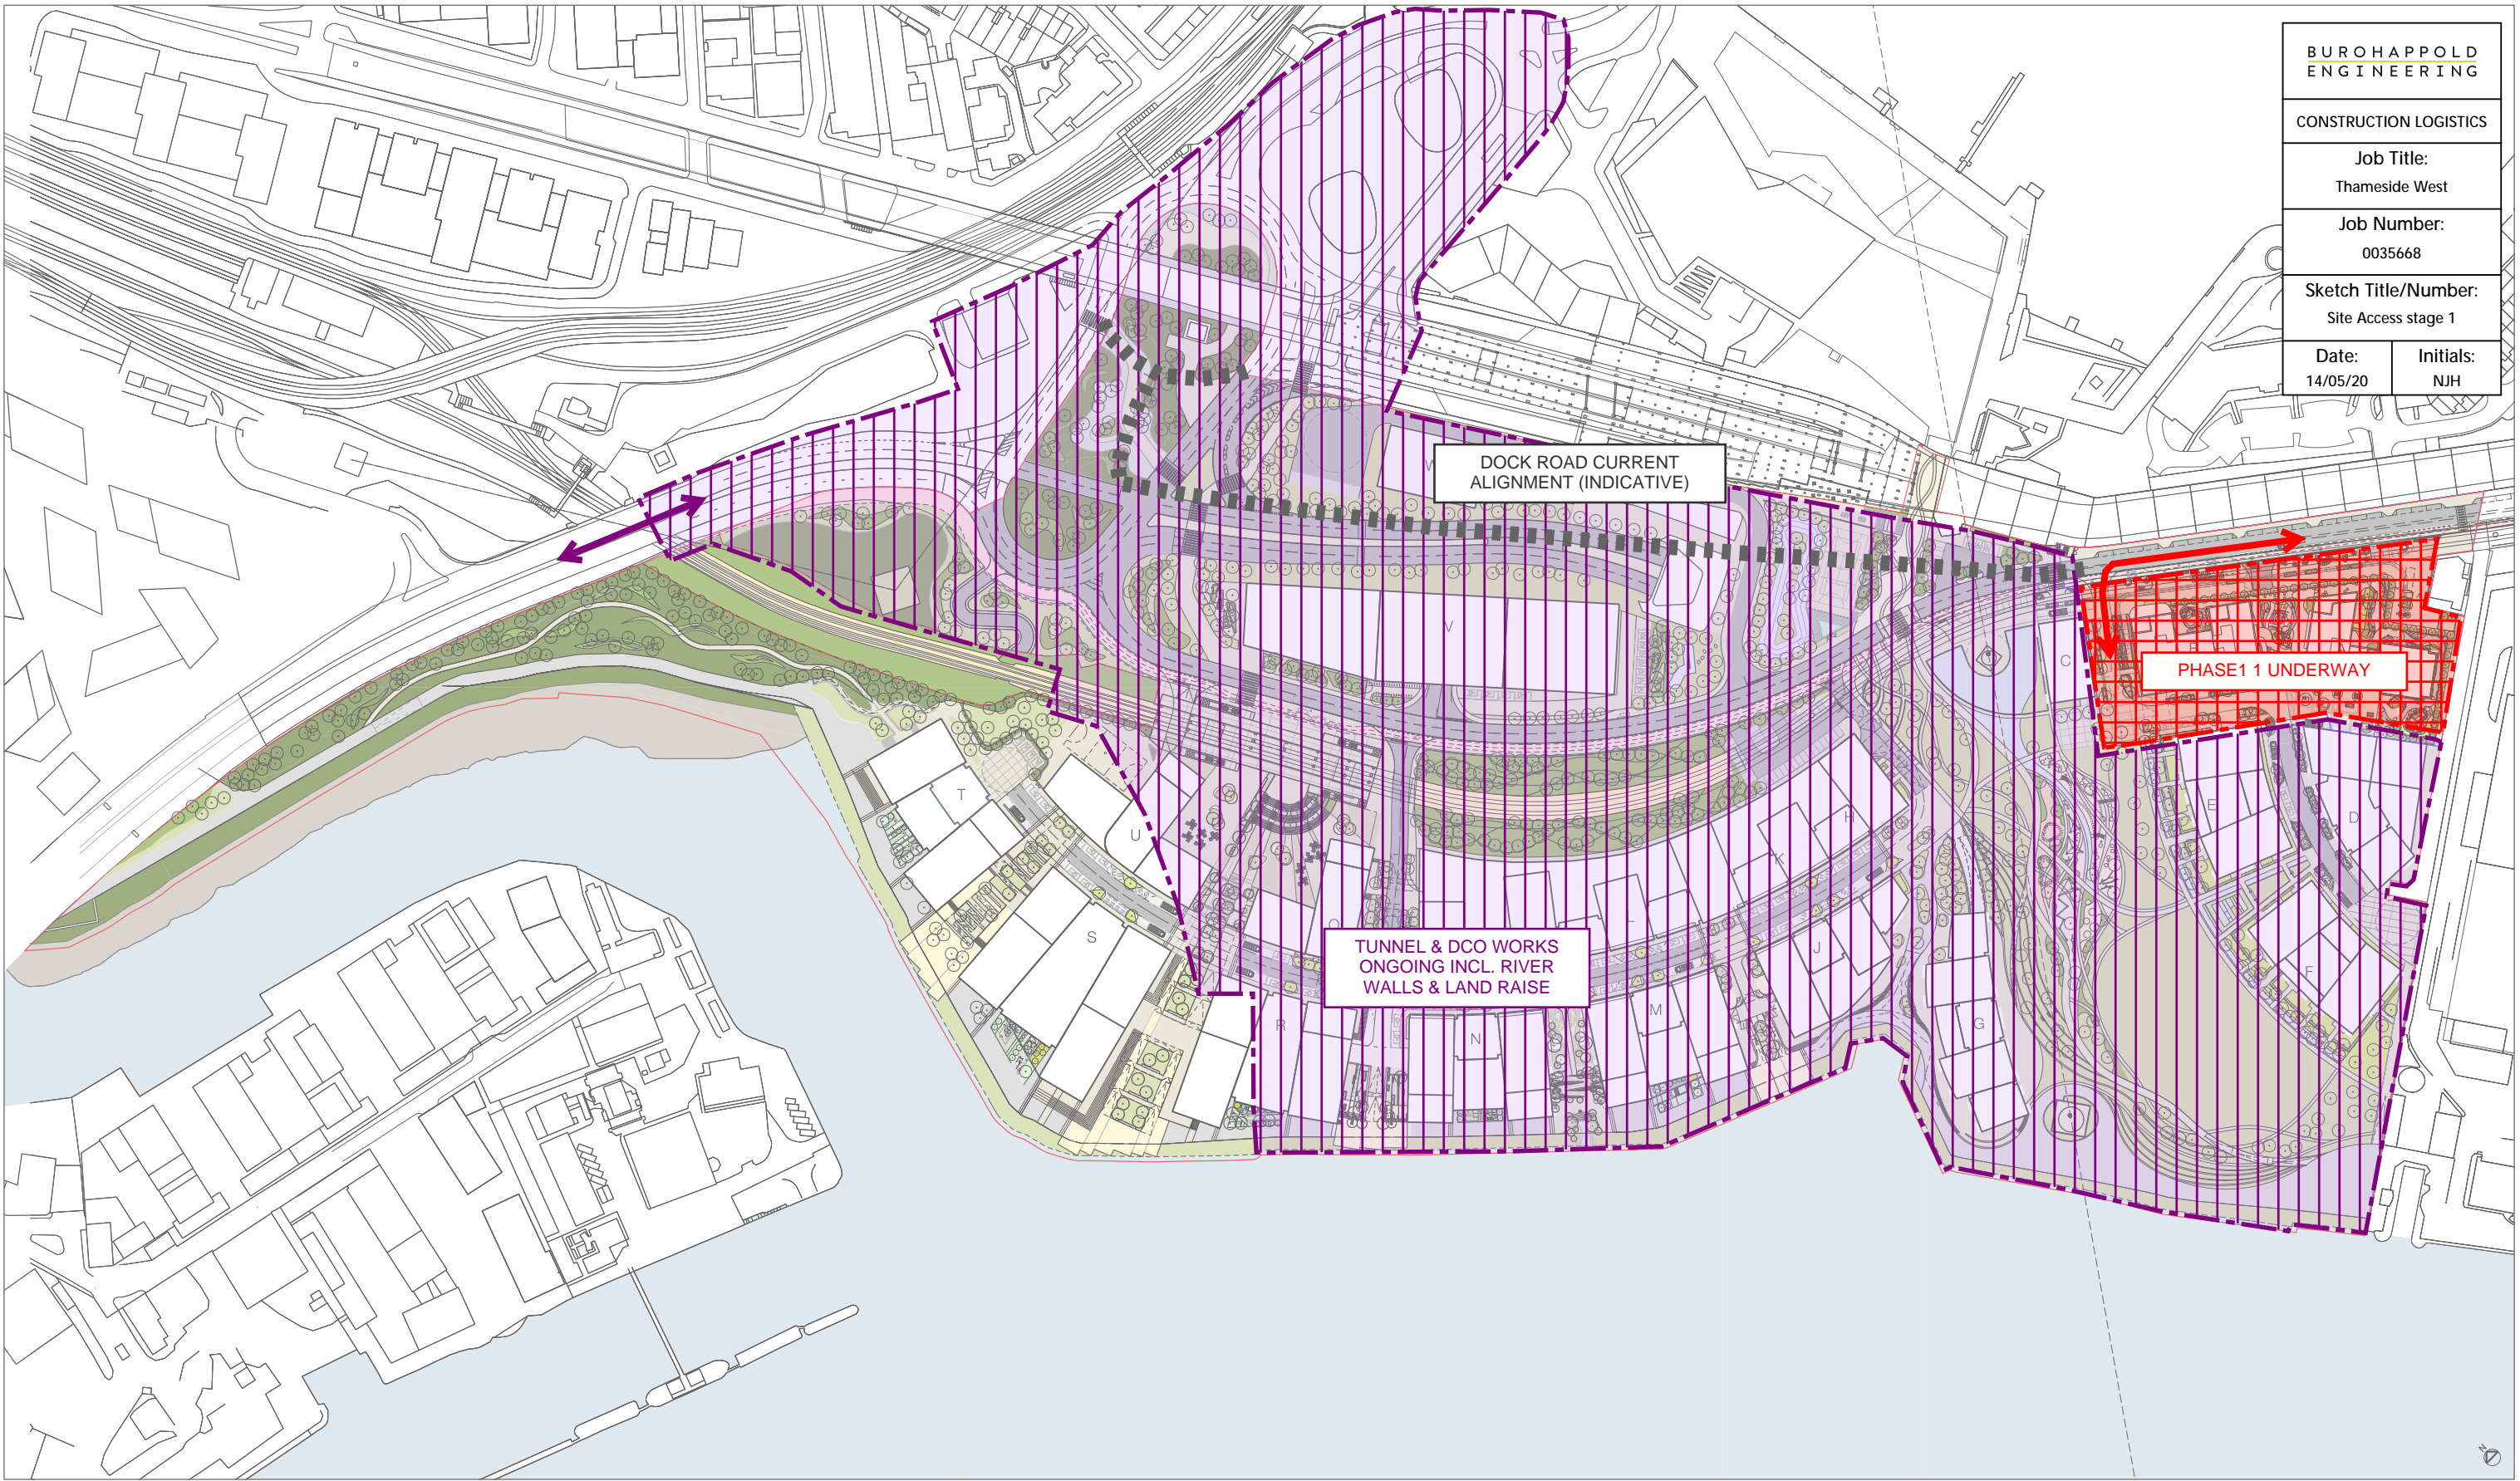 BUROHAPPOLD
ENGINEERING
CONSTRUCTION LOGISTICS
Job Title:
Thameside West
Job Number:
0035668
Sketch Title/Number:
Site Access stage 1
Date:
14/05/20
Initials:
NJH
DOCK ROAD CURRENT
ALIGNMENT (INDICATIVE)
W
V
C
PHASE1 1 UNDERWAY
T
U
H
E
D
K
S
Q
L
J
TUNNEL & DCO WORKS
ONGOING INCL. RIVER
WALLS & LAND RAISE
F
R
N
M
G
N